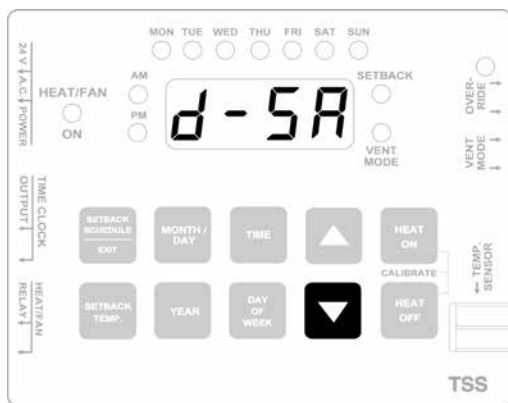 MON TUE WED THU FRI SAT SUN
24 V
A.C.
POWER
HEAT/FAN
ON
AM
PM
d-SA
SETBACK
VENT
MODE
OVER-
RIDE
VENT
MODE
TIME CLOCK
OUTPUT
SETBACK
SCHEDULE
EXIT
MONTH /
DAY
TIME
HEAT
ON
CALIBRATE
TEMP.
SENSOR
HEAT/FAN
RELAY
SETBACK
TEMP.
YEAR
DAY
OF
WEEK
HEAT
OFF
TSS